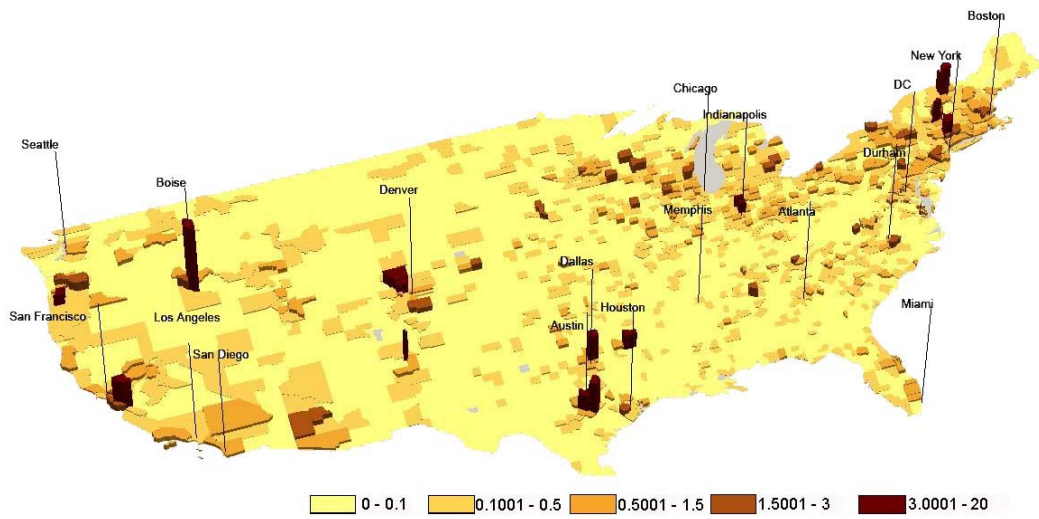 Boston
New York
DC
Chicago
Indianapolis
Seattle
Durham
Boise
Denver
Memphis
Atlanta
Dallas
Houston
Miami
San Francisco
Los Angeles
Austin
San Diego
0 - 0.1
0.1001 - 0.5
0.5001 - 1.5
1.5001 - 3
3.0001 - 20